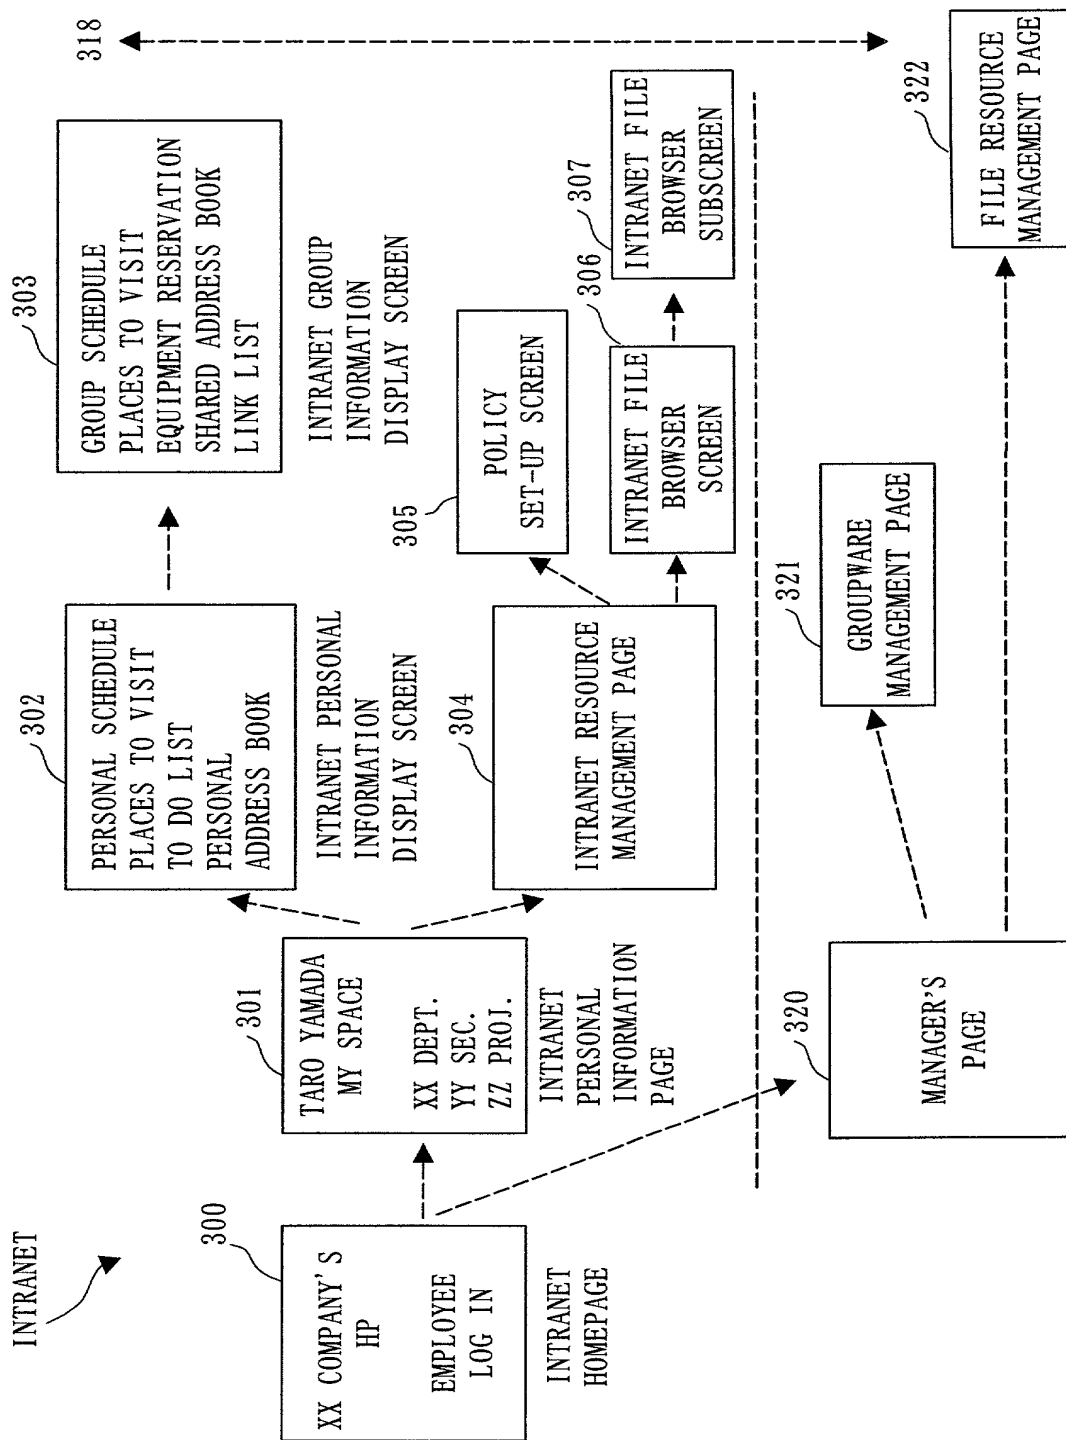 INTRANET
300
XX COMPANY'S
HP
EMPLOYEE
LOG IN
INTRANET
HOMEPAGE
301
TARO YAMADA
MY SPACE
XX DEPT.
YY SEC.
ZZ PROJ.
INTRANET
PERSONAL
INFORMATION
PAGE
302
PERSONAL SCHEDULE
PLACES TO VISIT
TO DO LIST
PERSONAL
ADDRESS BOOK
INTRANET PERSONAL
INFORMATION
DISPLAY SCREEN
303
GROUP SCHEDULE
PLACES TO VISIT
EQUIPMENT RESERVATION
SHARED ADDRESS BOOK
LINK LIST
INTRANET GROUP
INFORMATION
DISPLAY SCREEN
318
304
INTRANET RESOURCE
MANAGEMENT PAGE
305
POLICY
SET-UP SCREEN
306
INTRANET FILE
BROWSER
SCREEN
307
INTRANET FILE
BROWSER
SUBSCREEN
320
MANAGER'S
PAGE
321
GROUPWARE
MANAGEMENT PAGE
322
FILE RESOURCE
MANAGEMENT PAGE